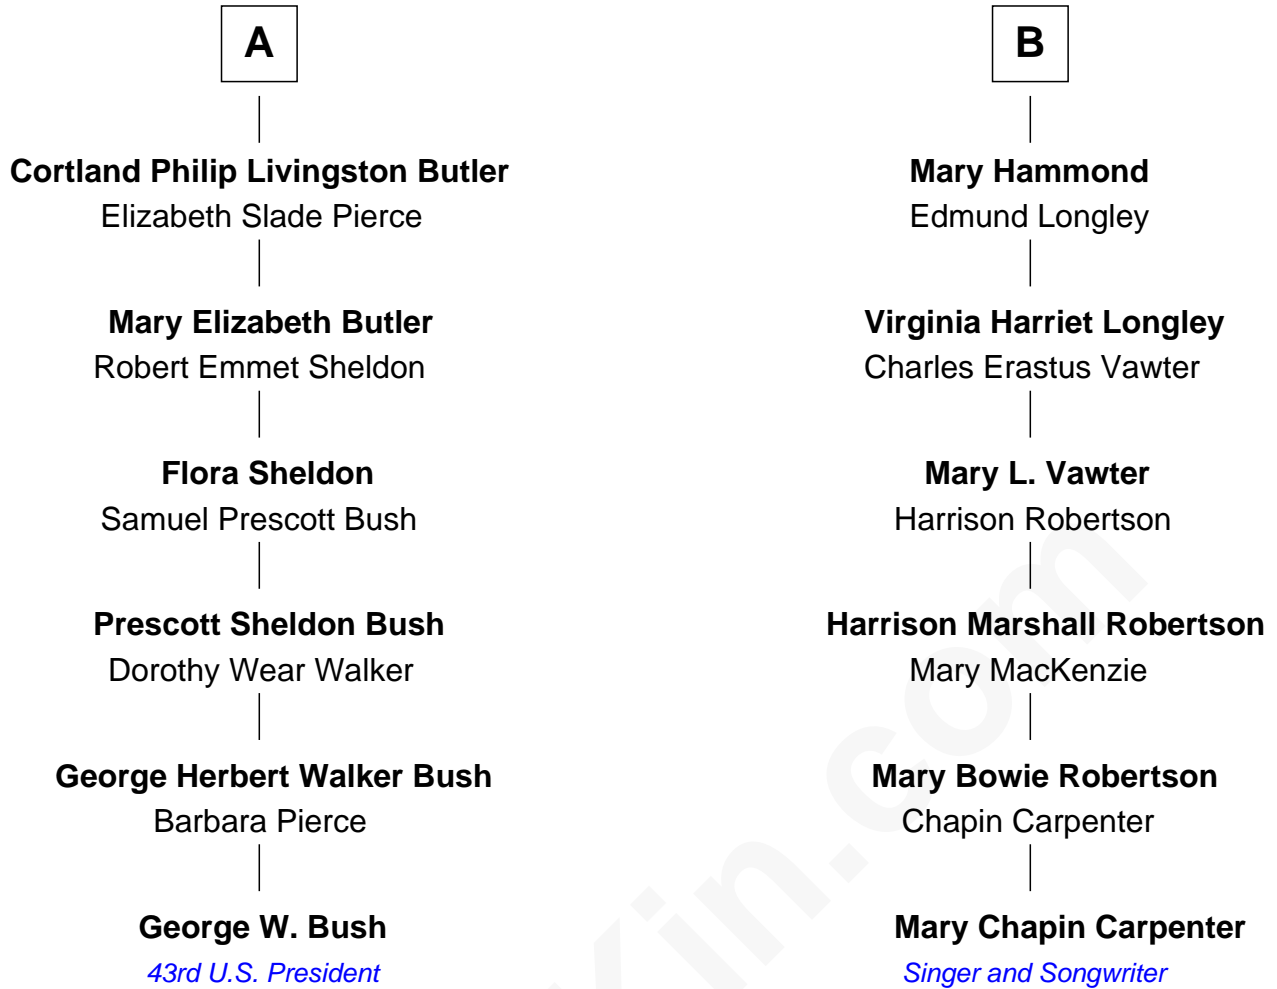 A
Cortland Philip Livingston Butler
Elizabeth Slade Pierce
Mary Elizabeth Butler
Robert Emmet Sheldon
Flora Sheldon
Samuel Prescott Bush
Prescott Sheldon Bush
Dorothy Wear Walker
George Herbert Walker Bush
Barbara Pierce
George W. Bush
43rd U.S. President
B
Mary Hammond
Edmund Longley
Virginia Harriet Longley
Charles Erastus Vawter
Mary L. Vawter
Harrison Robertson
Harrison Marshall Robertson
Mary MacKenzie
Mary Bowie Robertson
Chapin Carpenter
Mary Chapin Carpenter
Singer and Songwriter
Kin.com